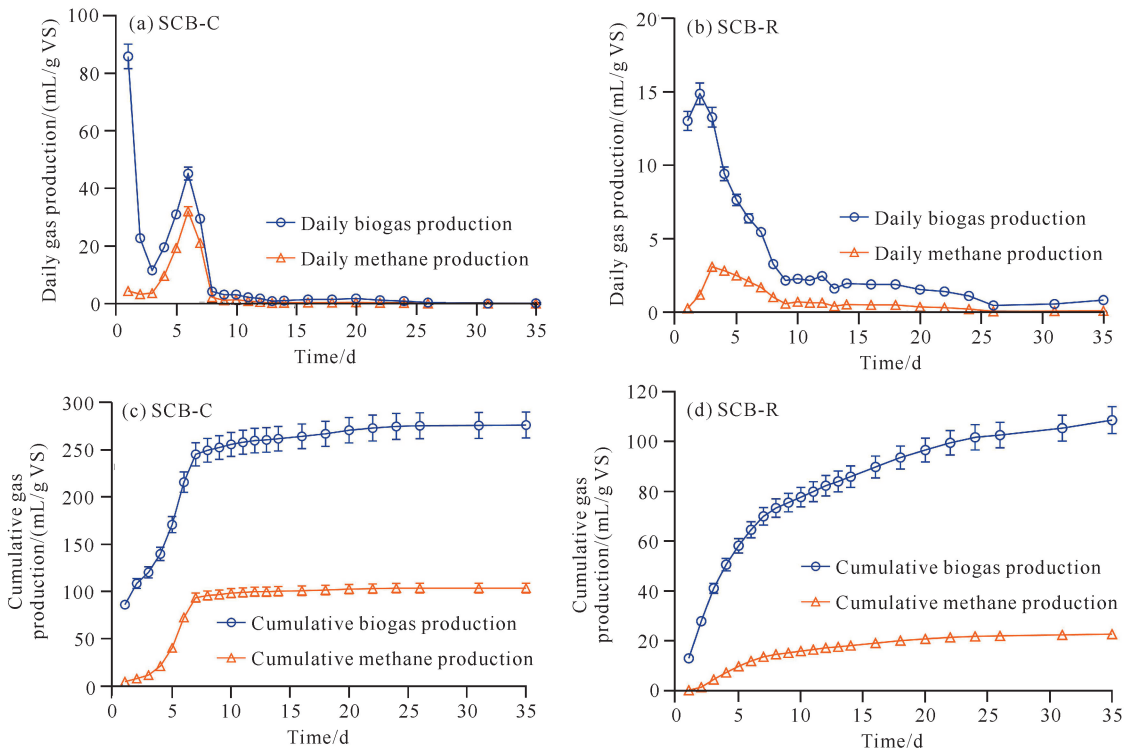 (a) SCB-C
Daily gas production/(mL/g VS)
100
80
60
40
20
0
Daily biogas production
Daily methane production
0 5 10 15 20 25 30 35
Time/d
(b) SCB-R
Daily gas production/(mL/g VS)
20
15
10
5
0
Daily biogas production
Daily methane production
0 5 10 15 20 25 30 35
Time/d
(c) SCB-C
Cumulative gas
production/(mL/g VS)
300
250
200
150
100
50
0
Cumulative biogas production
Cumulative methane production
0 5 10 15 20 25 30 35
Time/d
(d) SCB-R
Cumulative gas
production/(mL/g VS)
120
100
80
60
40
20
0
Cumulative biogas production
Cumulative methane production
0 5 10 15 20 25 30 35
Time/d